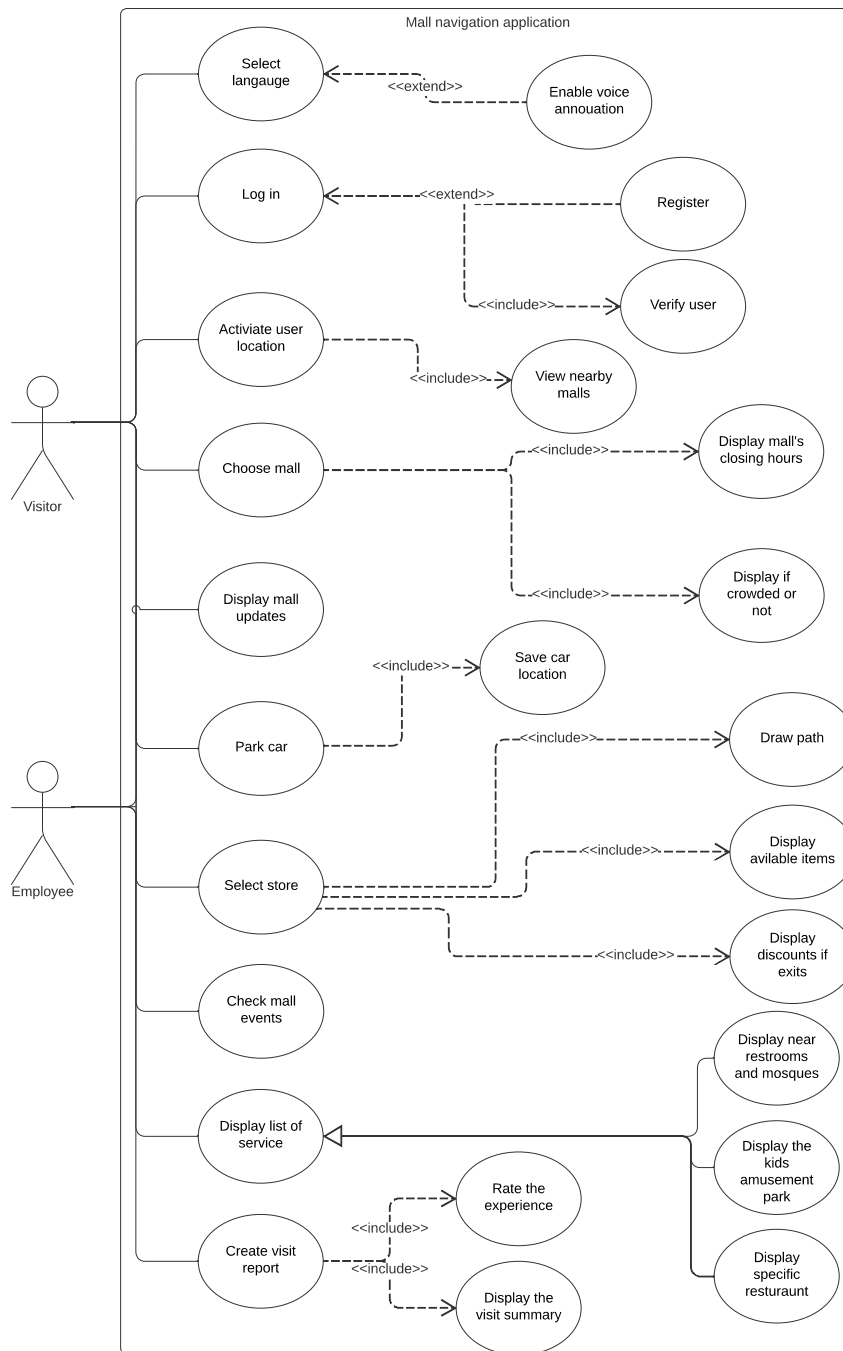 Mall navigation application
Select
langauge
<<extend>>
Enable voice
annouation
Log in
<<extend>>
Register
<<include>>
Verify user
Activiate user
location
<<include>>
View nearby
malls
Visitor
Choose mall
<<include>>
Display mall's
closing hours
<<include>>
Display if
crowded or
not
Display mall
updates
<<include>>
Save car
location
Park car
<<include>>
Draw path
Employee
Select store
<<include>>
Display
avilable items
<<include>>
Display
discounts if
exits
Check mall
events
Display near
restrooms
and mosques
Display list of
service
Display the
kids
amusement
park
Display
specific
resturaunt
Create visit
report
<<include>>
Rate the
experience
<<include>>
Display the
visit summary